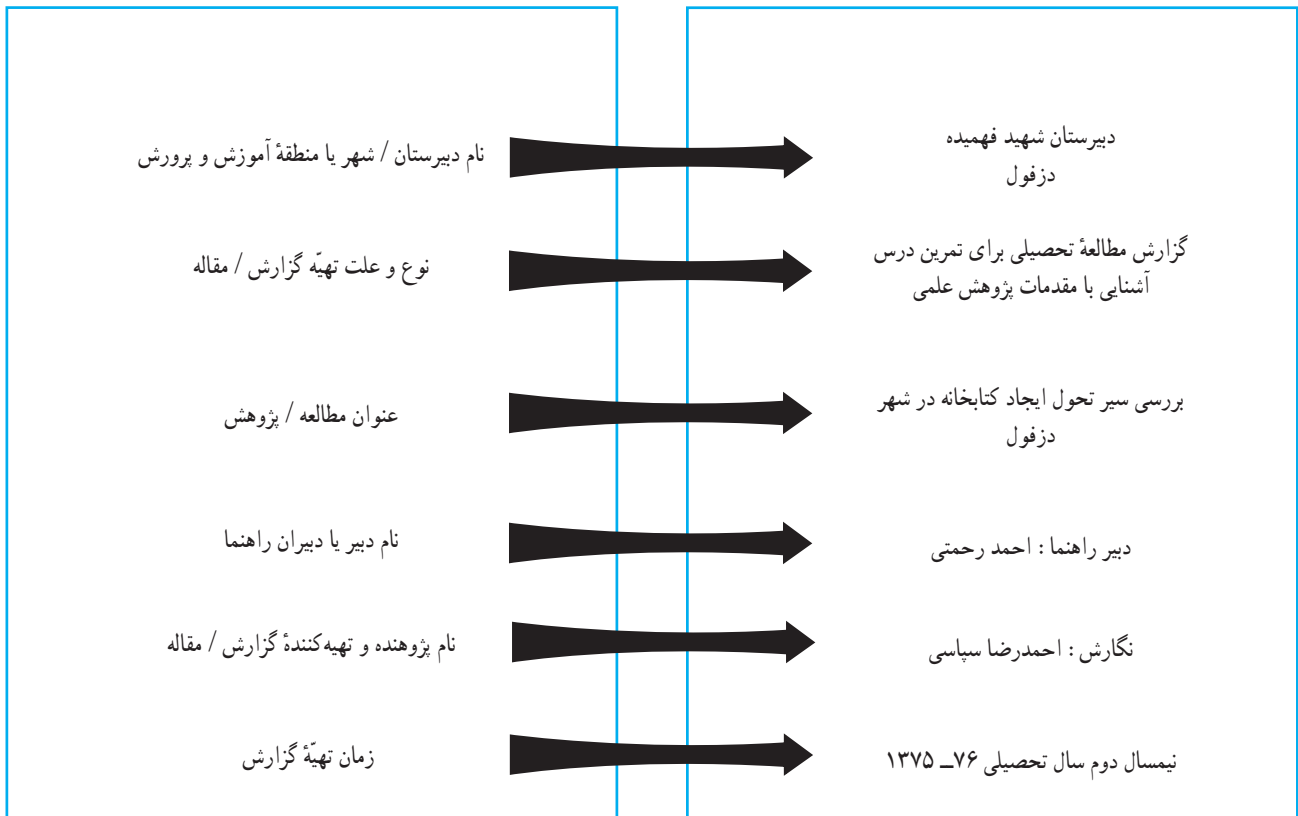 دبیرستان شهید فهمیده
دزفول
نام دبیرستان / شهر یا منطقهٔ آموزش و پرورش
گزارش مطالعهٔ تحصیلی برای تمرین درس
آشنایی با مقدمات پژوهش علمی
نوع و علت تهیّه گزارش / مقاله
بررسی سیر تحول ایجاد کتابخانه در شهر
دزفول
عنوان مطالعه / پژوهش
دبیر راهنما : احمد رحمتی
نام دبیر یا دبیران راهنما
نگارش : احمدرضا سپاسی
نام پژوهنده و تهیه‌کنندهٔ گزارش / مقاله
نیمسال دوم سال تحصیلی ۷۶ــ ۱۳۷۵
زمان تهیّهٔ گزارش